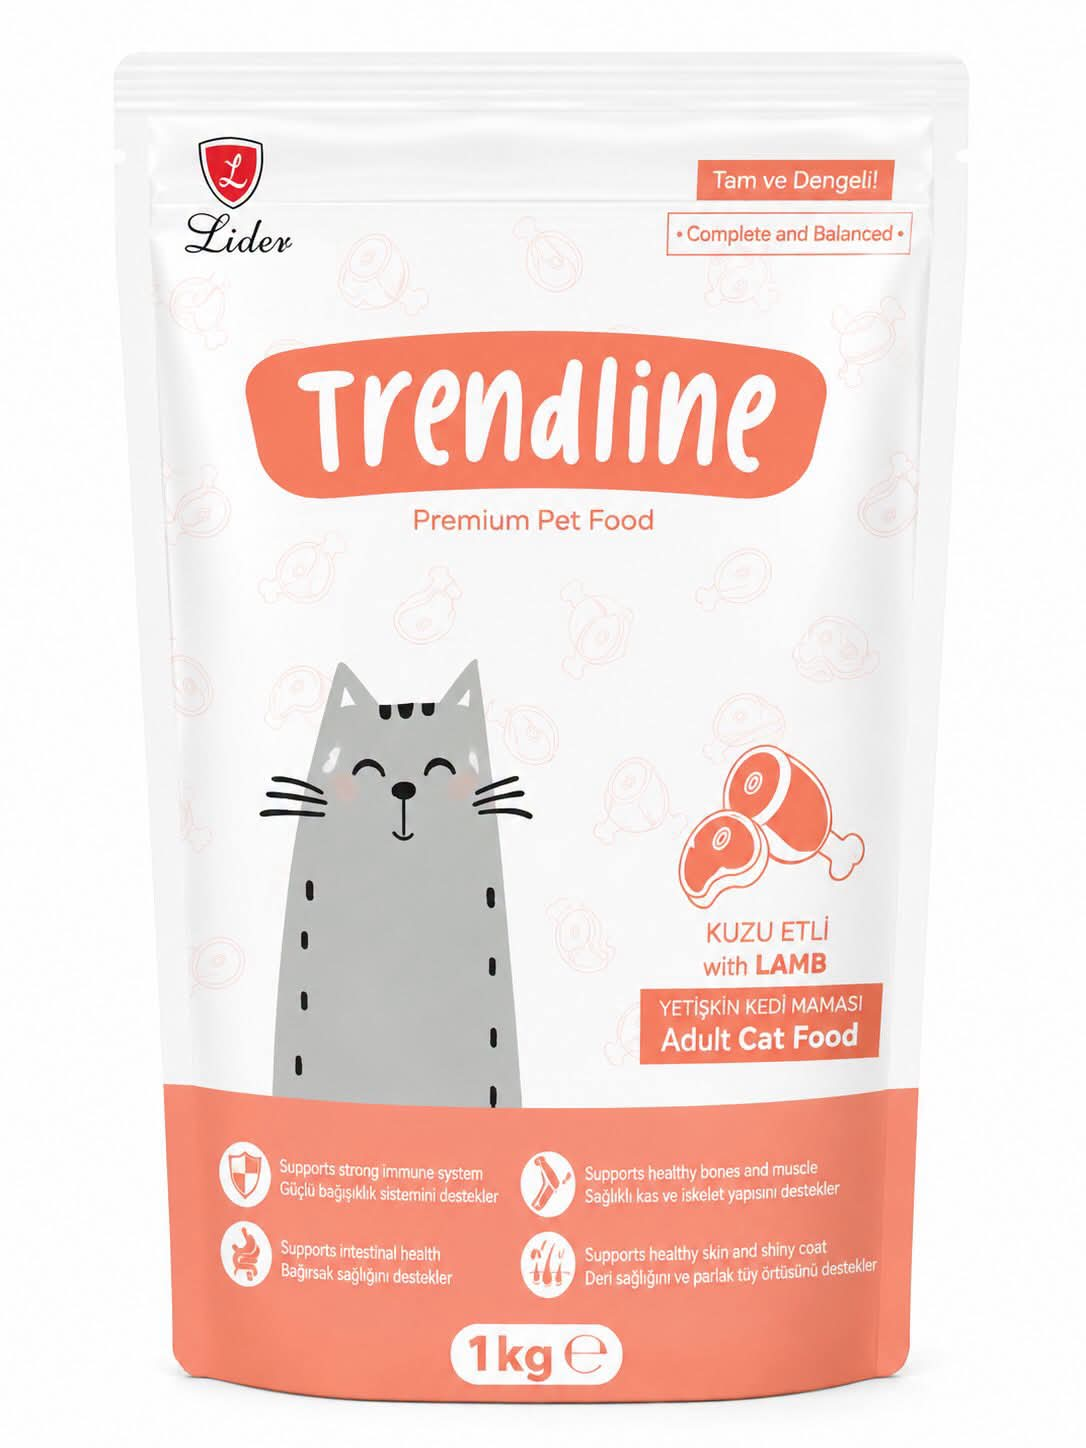 L
Lider
Tam ve Dengeli!
• Complete and Balanced •
Trendline
Premium Pet Food
KUZU ETLİ
with LAMB
YETİŞKİN KEDİ MAMASI
Adult Cat Food
Supports strong immune system
Güçlü bağışıklık sistemini destekler
Supports healthy bones and muscle
Sağlıklı kas ve iskelet yapısını destekler
Supports intestinal health
Bağırsak sağlığını destekler
Supports healthy skin and shiny coat
Deri sağlığını ve parlak tüy örtüsünü destekler
1kg ℮